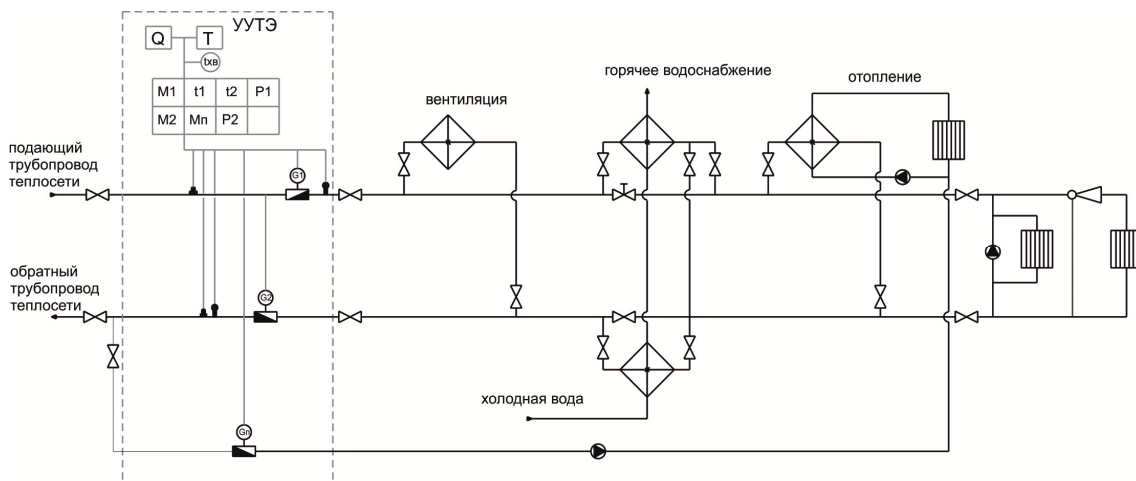 УУТЭ
Q T
tхв
M1 t1 t2 P1
M2 Mп P2
G1
G2
Gп
вентиляция
горячее водоснабжение
отопление
подающий
трубопровод
теплосети
обратный
трубопровод
теплосети
холодная вода